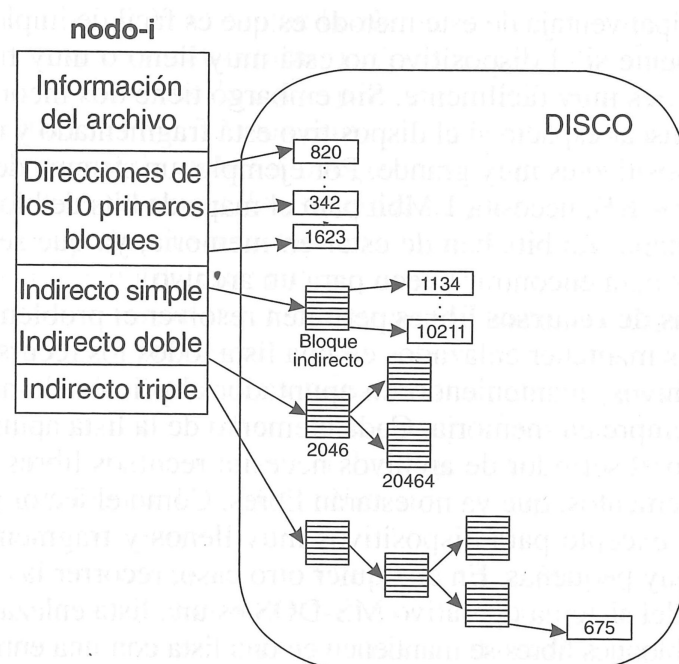 nodo-i
Información
del archivo
Direcciones de
los 10 primeros
bloques
Indirecto simple
Indirecto doble
Indirecto triple
DISCO
820
342
1623
1134
10211
Bloque
indirecto
2046
20464
675